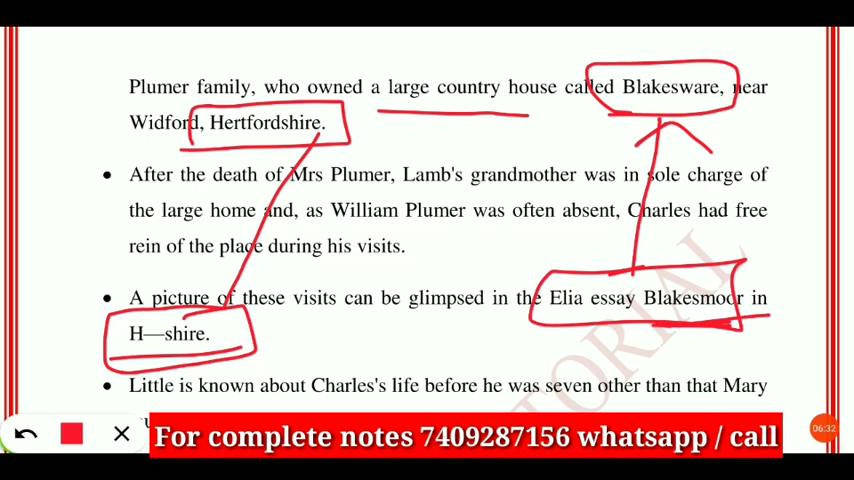 Plumer family, who owned a large country house called Blakesware, near
Widford, Hertfordshire.
• After the death of Mrs Plumer, Lamb's grandmother was in sole charge of
the large home and, as William Plumer was often absent, Charles had free
rein of the place during his visits.
• A picture of these visits can be glimpsed in the Elia essay Blakesmoor in
H—shire.
• Little is known about Charles's life before he was seven other than that Mary
For complete notes 7409287156 whatsapp / call
06:32
TORIAL